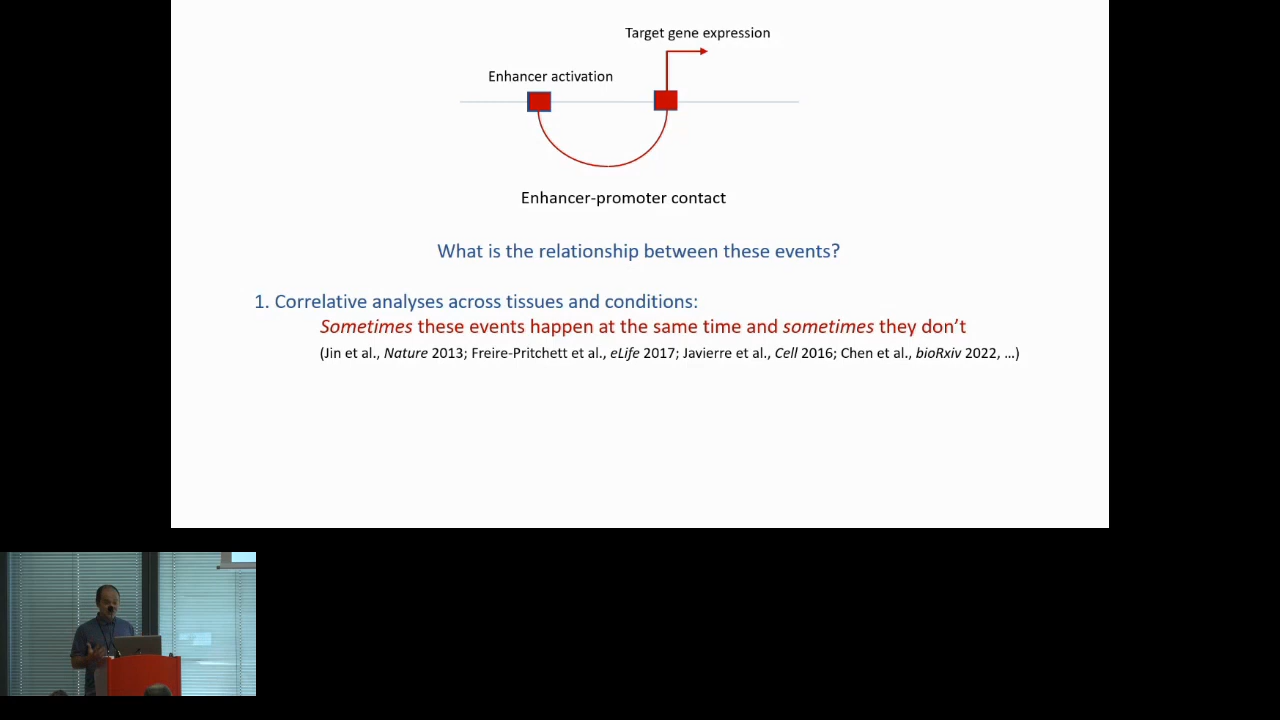 Target gene expression
Enhancer activation
Enhancer-promoter contact
What is the relationship between these events?
1. Correlative analyses across tissues and conditions:
Sometimes these events happen at the same time and sometimes they don’t
(Jin et al., Nature 2013; Freire-Pritchett et al., eLife 2017; Javierre et al., Cell 2016; Chen et al., bioRxiv 2022, …)